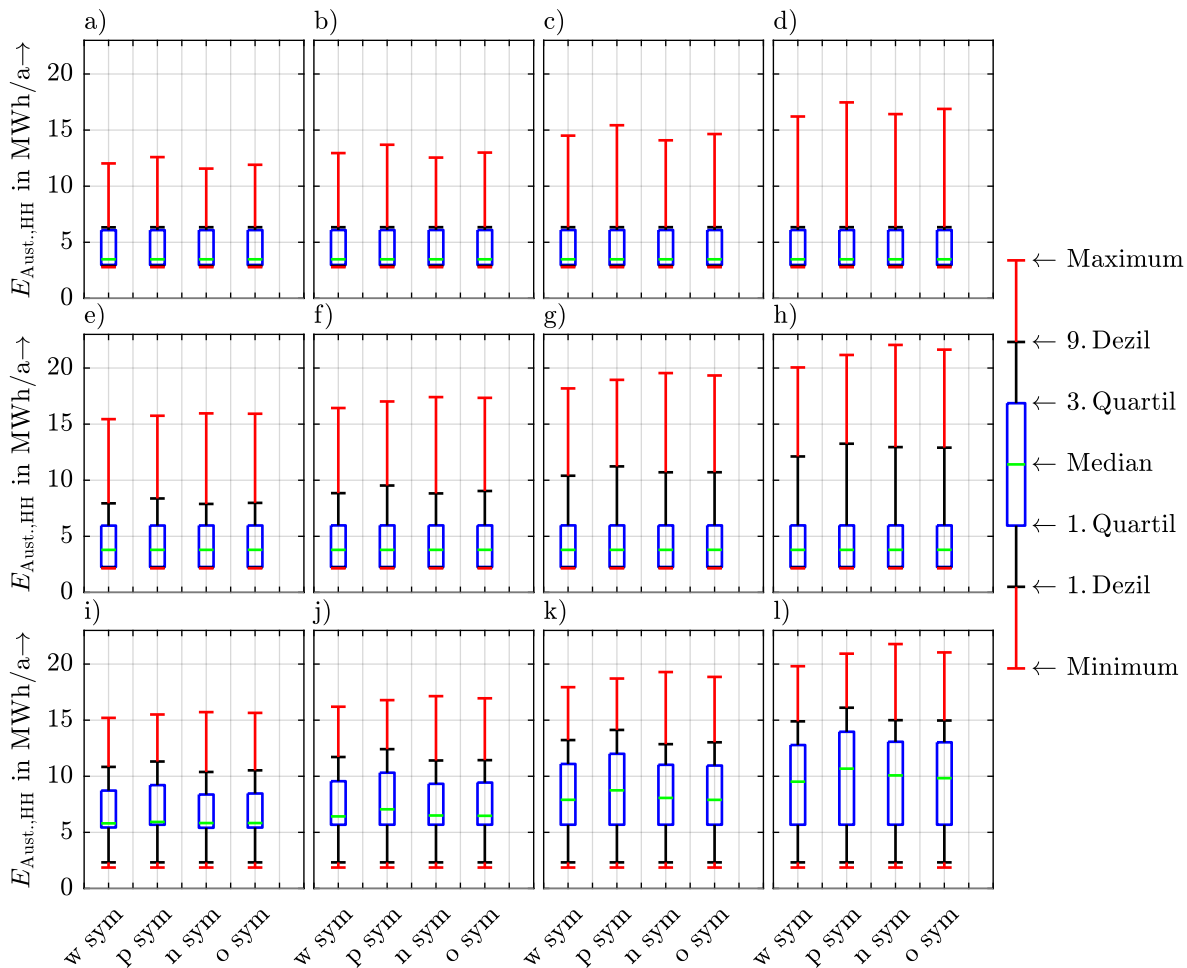 a)
b)
c)
d)
E_Aust.,HH in MWh/a→
20
15
10
5
0
e)
f)
g)
h)
E_Aust.,HH in MWh/a→
20
15
10
5
0
i)
j)
k)
l)
E_Aust.,HH in MWh/a→
20
15
10
5
0
w sym
p sym
n sym
o sym
w sym
p sym
n sym
o sym
w sym
p sym
n sym
o sym
w sym
p sym
n sym
o sym
← Maximum
← 9. Dezil
← 3. Quartil
← Median
← 1. Quartil
← 1. Dezil
← Minimum